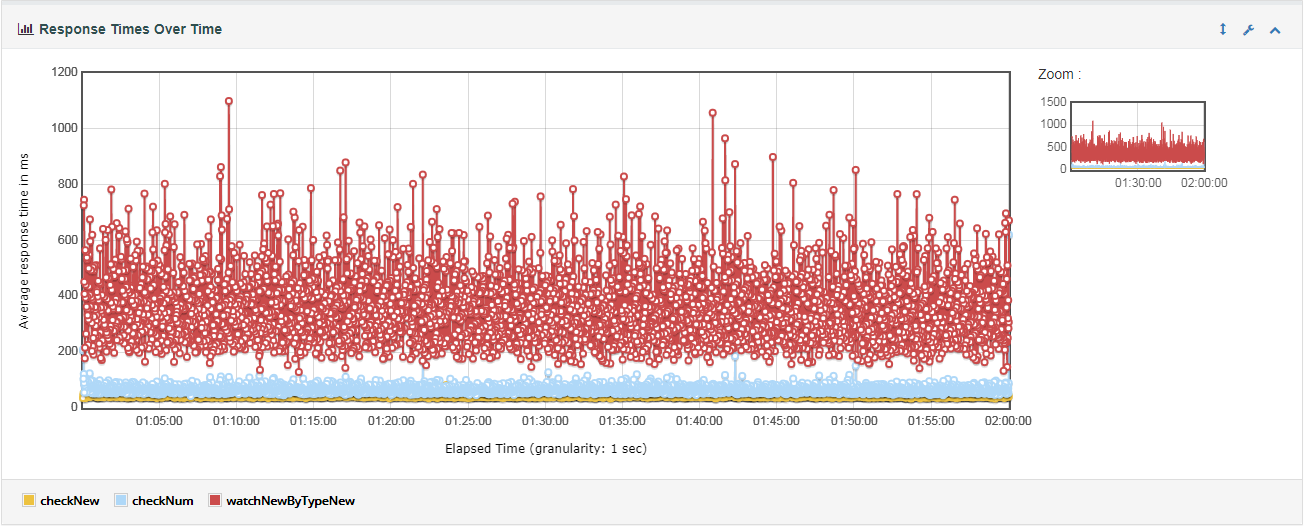 Response Times Over Time
Zoom :
Average response time in ms
1200
1000
800
600
400
200
0
01:05:00 01:10:00 01:15:00 01:20:00 01:25:00 01:30:00 01:35:00 01:40:00 01:45:00 01:50:00 01:55:00 02:00:00
Elapsed Time (granularity: 1 sec)
1500
1000
500
0
01:30:00 02:00:00
checkNew checkNum watchNewByTypeNew